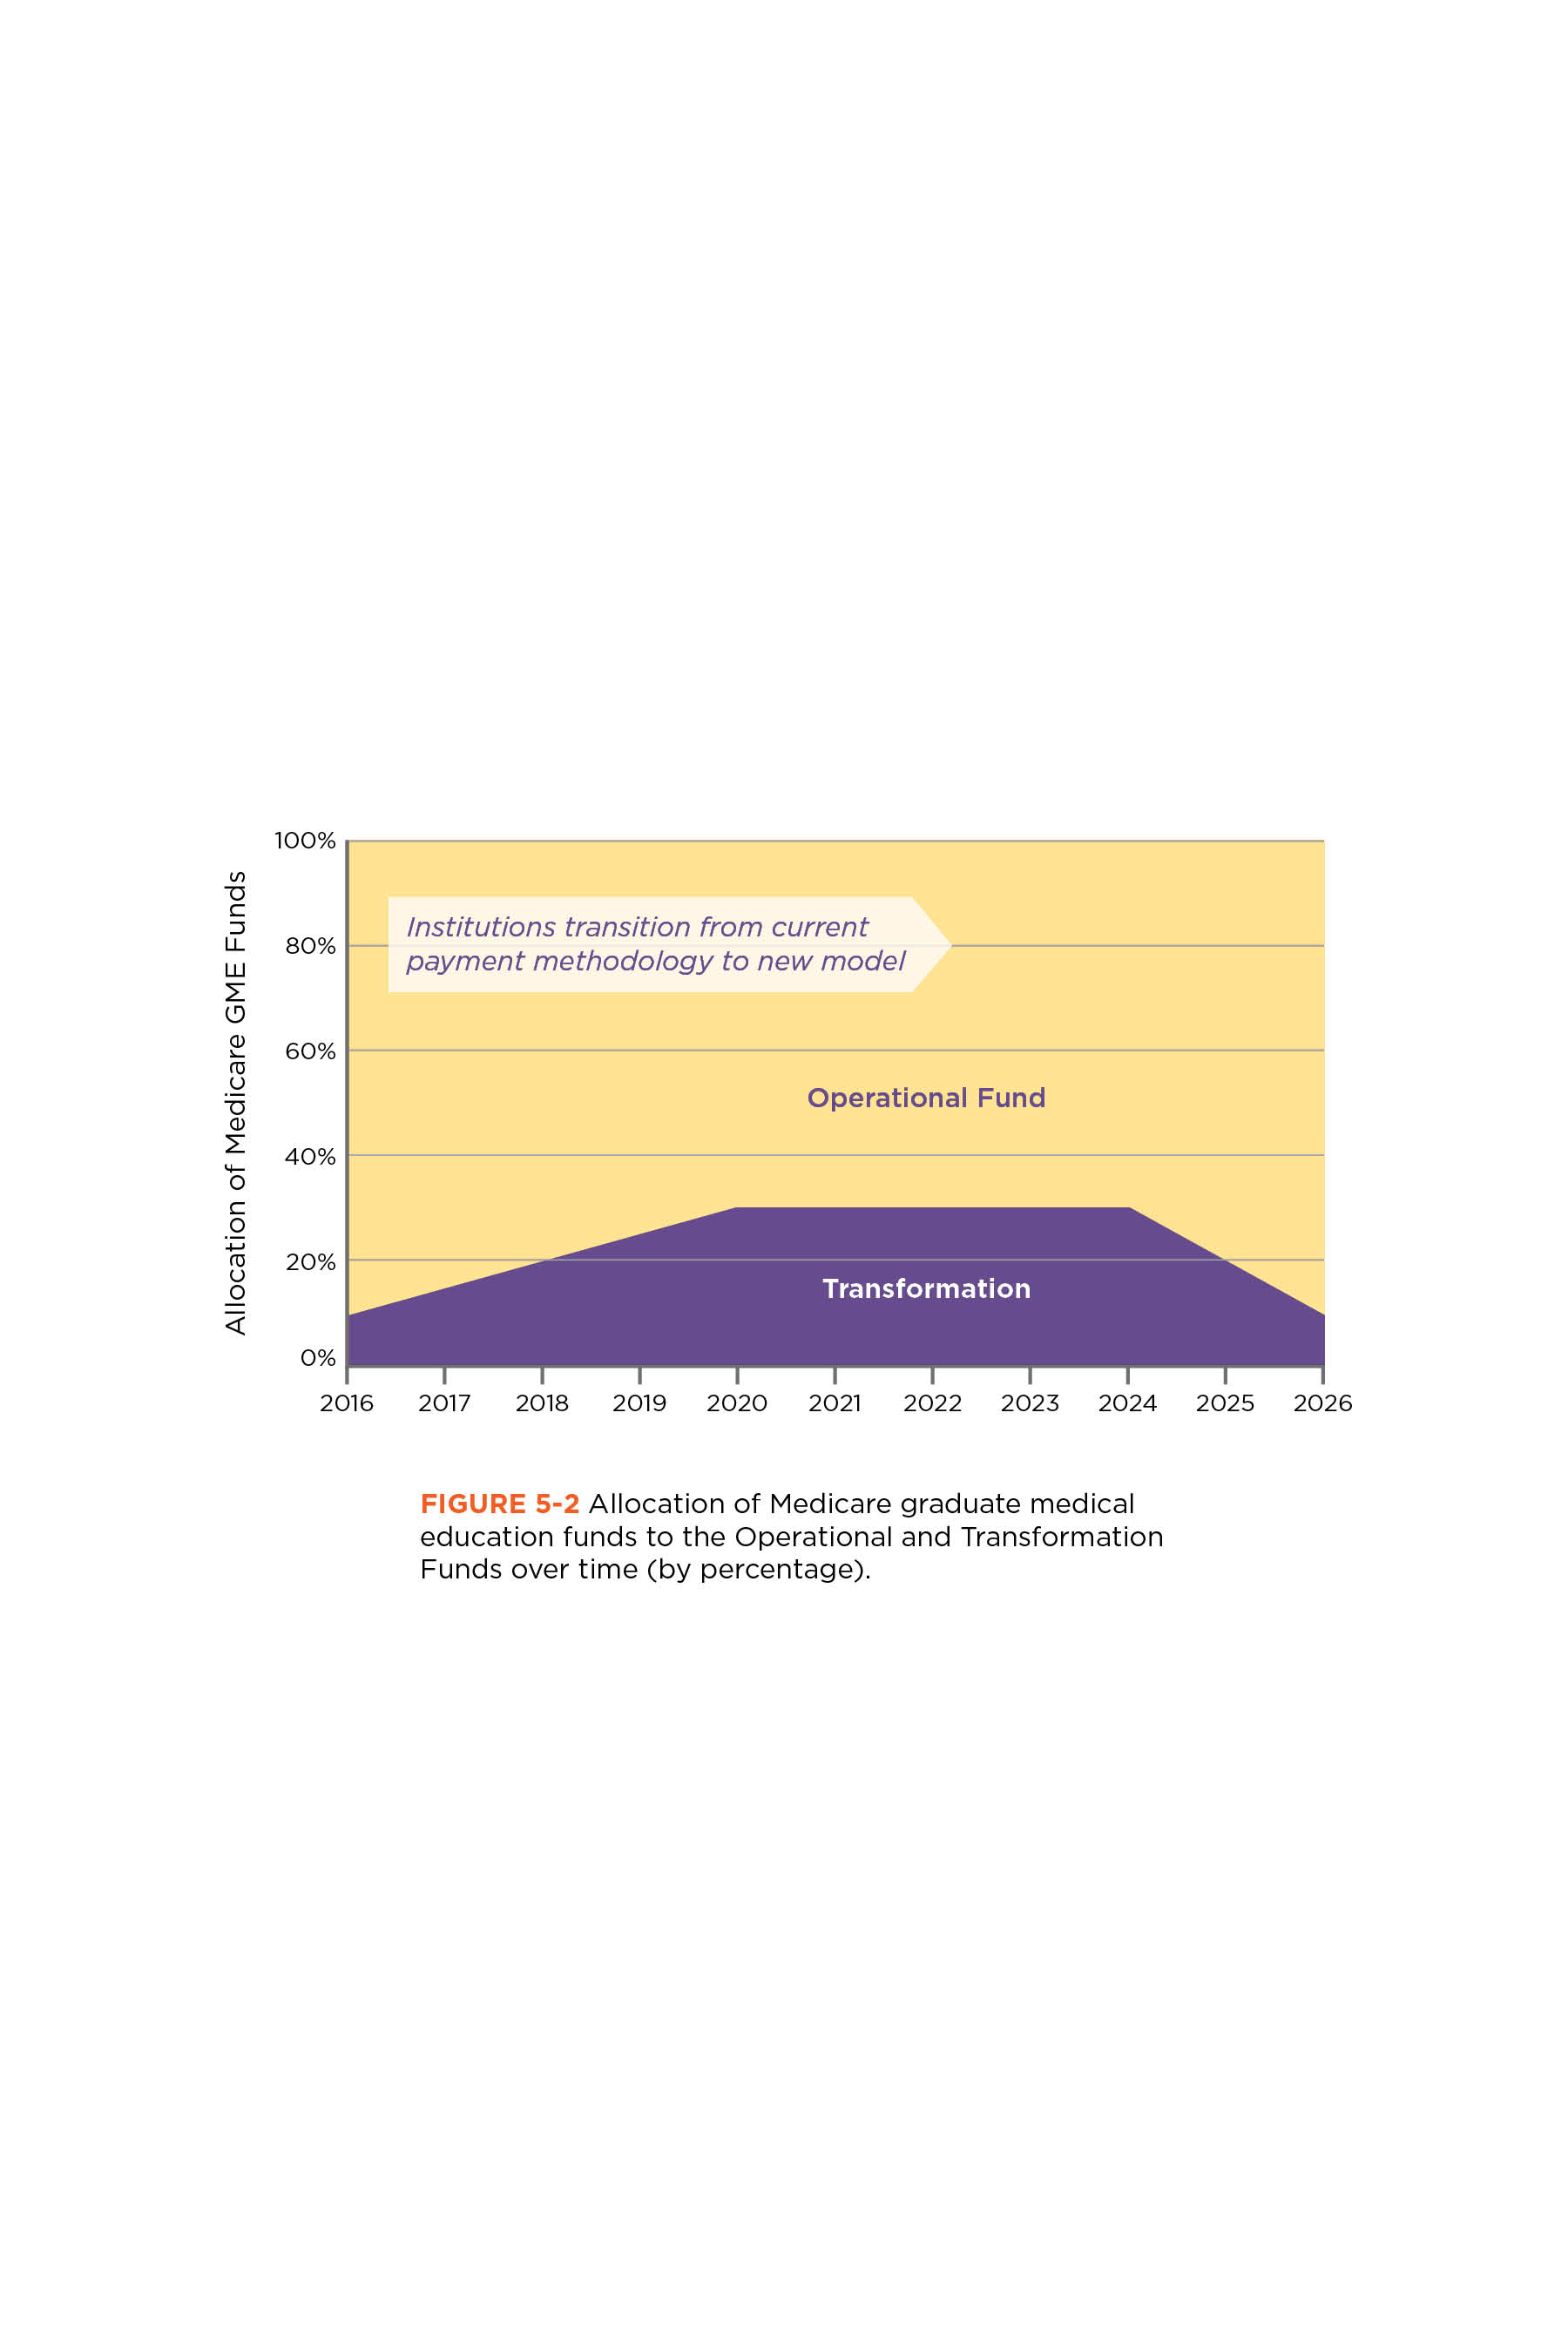 100%
80%
60%
40%
20%
0%
Allocation of Medicare GME Funds
Institutions transition from current
payment methodology to new model
Operational Fund
Transformation
2016 2017 2018 2019 2020 2021 2022 2023 2024 2025 2026
FIGURE 5-2 Allocation of Medicare graduate medical
education funds to the Operational and Transformation
Funds over time (by percentage).